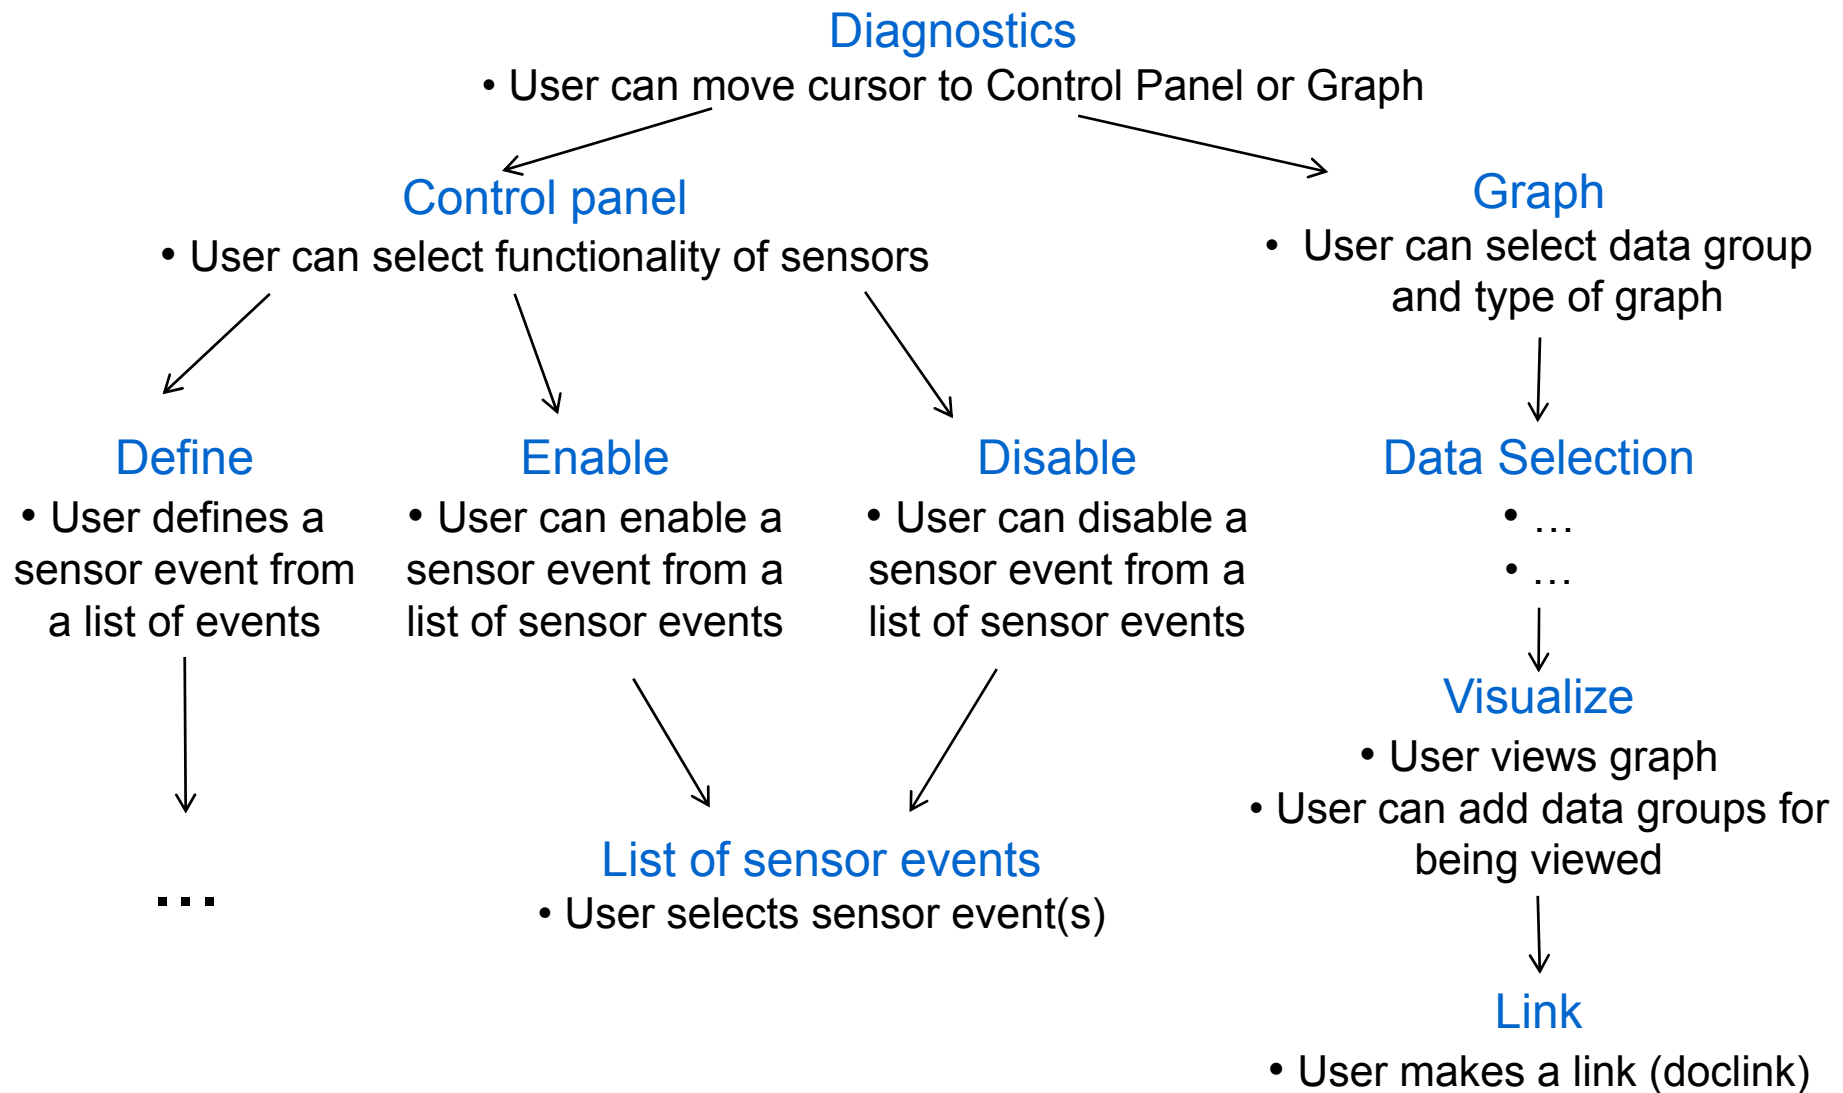 Diagnostics
• User can move cursor to Control Panel or Graph
Control panel
• User can select functionality of sensors
Graph
• User can select data group
and type of graph
Define
• User defines a
sensor event from
a list of events
...
Enable
• User can enable a
sensor event from a
list of sensor events
Disable
• User can disable a
sensor event from a
list of sensor events
List of sensor events
• User selects sensor event(s)
Data Selection
• …
• …
Visualize
• User views graph
• User can add data groups for
being viewed
Link
• User makes a link (doclink)